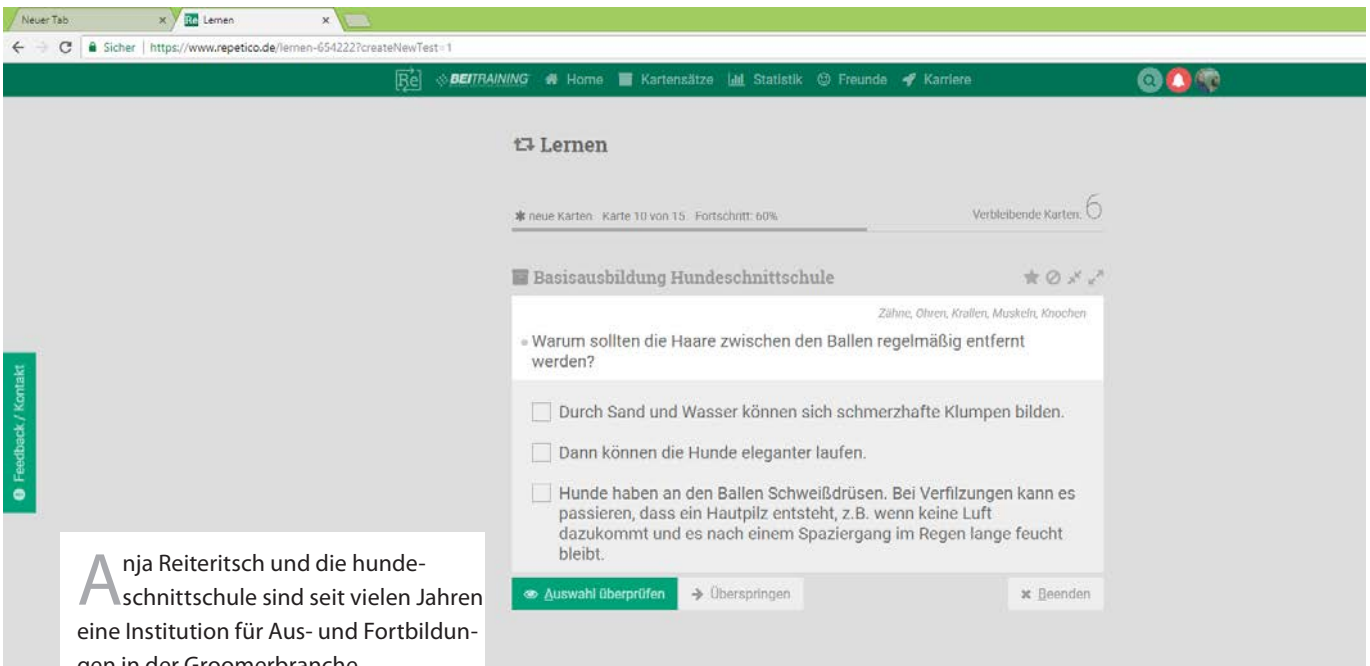 Neuer Tab
Lernen
Sicher | https://www.repetico.de/lernen-654222?createNewTest=1
Re BEITRAINING Home Kartensätze Statistik Freunde Karriere
Lernen
neue Karten Karte 10 von 15 Fortschritt: 60% Verbleibende Karten: 6
Basisausbildung Hundeschnittschule
Zähne, Ohren, Krallen, Muskeln, Knochen
Warum sollten die Haare zwischen den Ballen regelmäßig entfernt
werden?
Durch Sand und Wasser können sich schmerzhafte Klumpen bilden.
Dann können die Hunde eleganter laufen.
Hunde haben an den Ballen Schweißdrüsen. Bei Verfilzungen kann es
passieren, dass ein Hautpilz entsteht, z.B. wenn keine Luft
dazukommt und es nach einem Spaziergang im Regen lange feucht
bleibt.
Auswahl überprüfen Überspringen Beenden
Feedback / Kontakt
Anja Reiteritsch und die hunde-
schnittschule sind seit vielen Jahren
eine Institution für Aus- und Fortbildun-
gen in der Groomerbranche